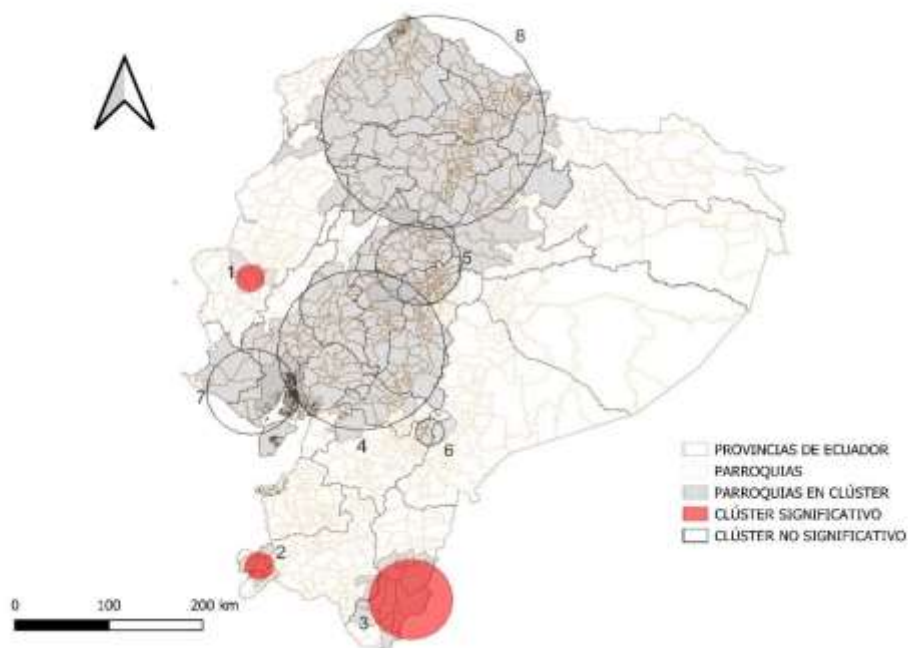 8
1
5
7
4
6
2
3
PROVINCIAS DE ECUADOR
PARROQUIAS
PARROQUIAS EN CLÚSTER
CLÚSTER SIGNIFICATIVO
CLÚSTER NO SIGNIFICATIVO
0 100 200 km